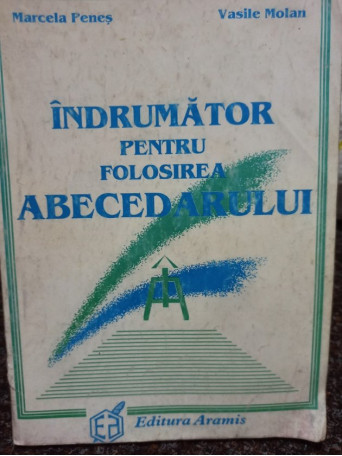 Marcela Peneș Vasile Molan
ÎNDRUMĂTOR
PENTRU
FOLOSIREA
ABECEDARULUI
Editura Aramis